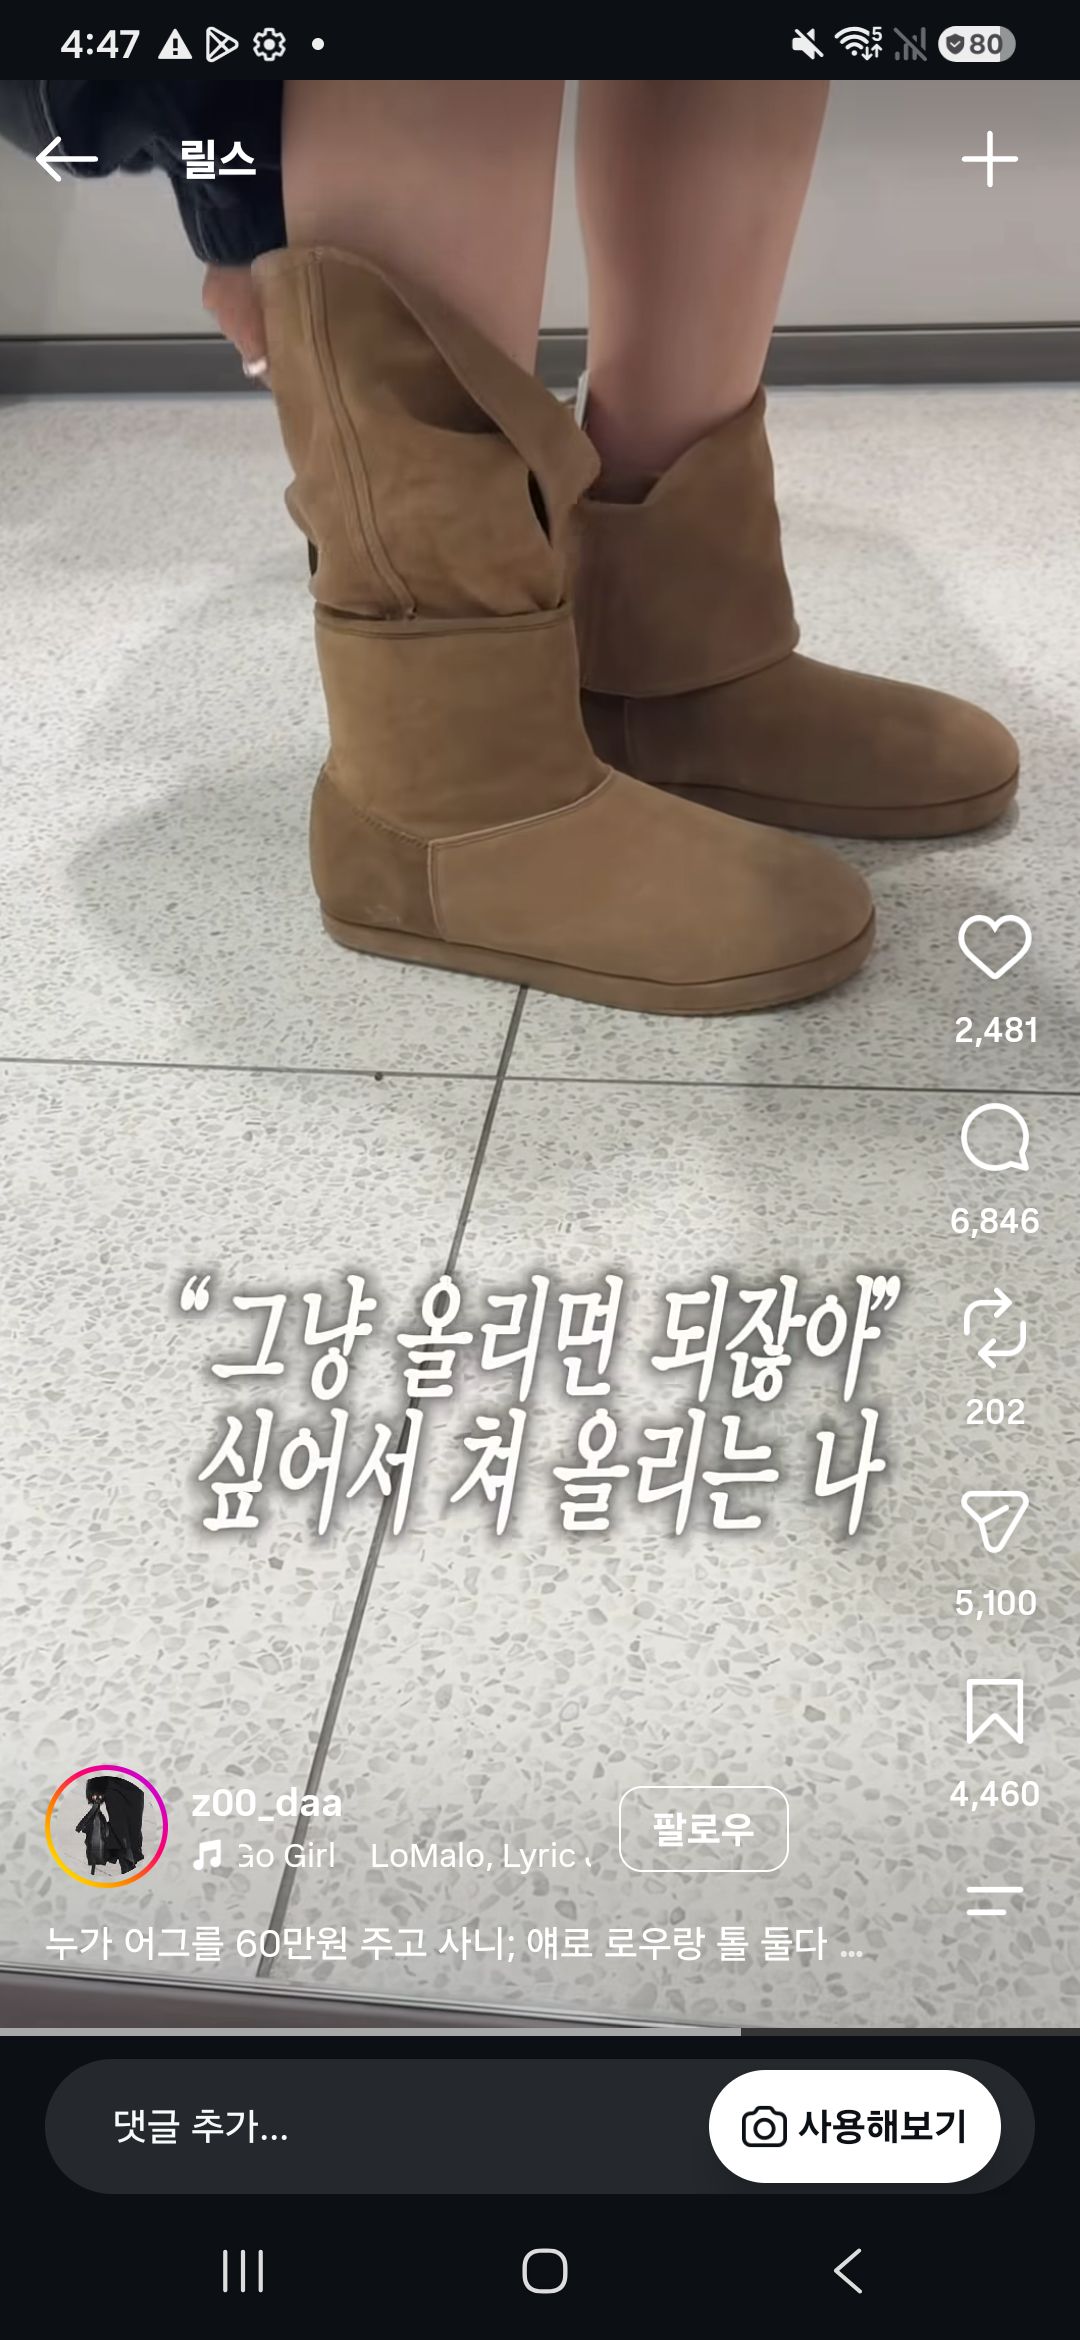 4:47
5
80
릴스
2,481
6,846
“그냥 올리면 되잖아”
싶어서 쳐 올리는 나
202
5,100
4,460
z00_daa
팔로우
Go Girl LoMalo, Lyric
누가 어그를 60만원 주고 사니; 얘로 로우랑 톨 둘다 ...
댓글 추가...
사용해보기